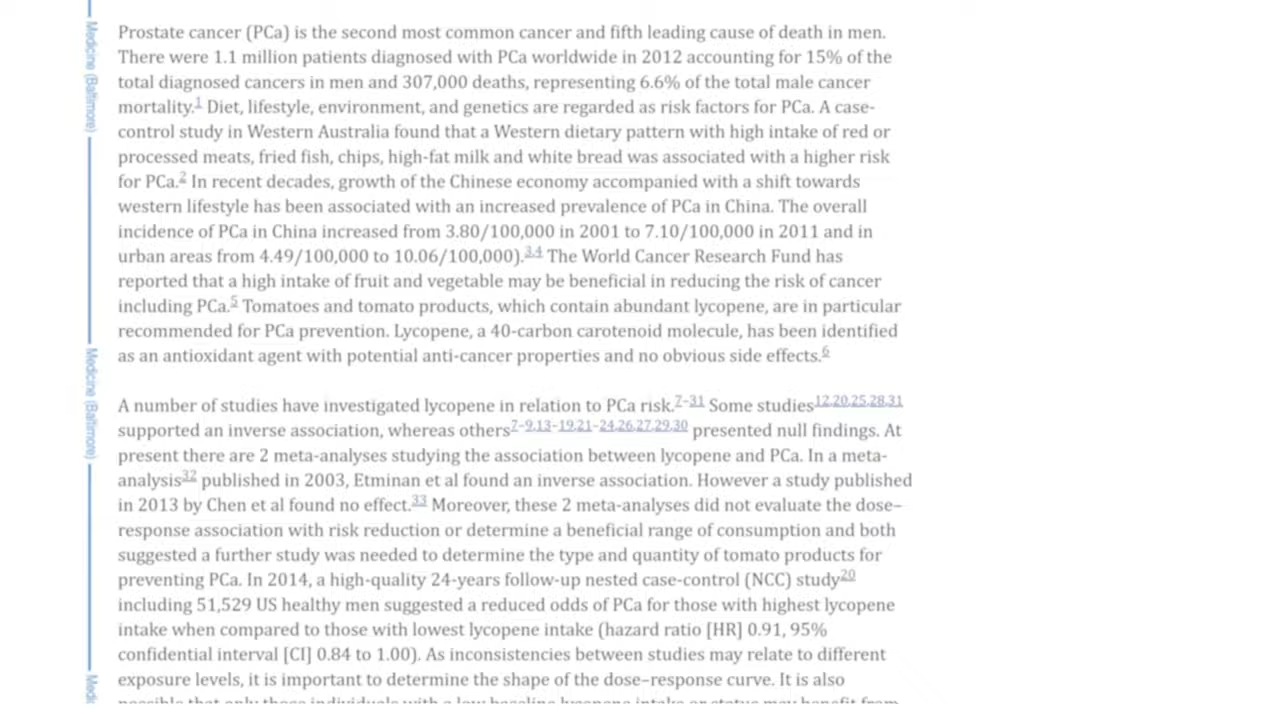 Medicine (Baltimore)
Medicine (Baltimore)
Prostate cancer (PCa) is the second most common cancer and fifth leading cause of death in men.
There were 1.1 million patients diagnosed with PCa worldwide in 2012 accounting for 15% of the
total diagnosed cancers in men and 307,000 deaths, representing 6.6% of the total male cancer
mortality.1 Diet, lifestyle, environment, and genetics are regarded as risk factors for PCa. A case-
control study in Western Australia found that a Western dietary pattern with high intake of red or
processed meats, fried fish, chips, high-fat milk and white bread was associated with a higher risk
for PCa.2 In recent decades, growth of the Chinese economy accompanied with a shift towards
western lifestyle has been associated with an increased prevalence of PCa in China. The overall
incidence of PCa in China increased from 3.80/100,000 in 2001 to 7.10/100,000 in 2011 and in
urban areas from 4.49/100,000 to 10.06/100,000).3,4 The World Cancer Research Fund has
reported that a high intake of fruit and vegetable may be beneficial in reducing the risk of cancer
including PCa.5 Tomatoes and tomato products, which contain abundant lycopene, are in particular
recommended for PCa prevention. Lycopene, a 40-carbon carotenoid molecule, has been identified
as an antioxidant agent with potential anti-cancer properties and no obvious side effects.6
A number of studies have investigated lycopene in relation to PCa risk.7–31 Some studies12,20,25,28,31
supported an inverse association, whereas others7–9,13–19,21–24,26,27,29,30 presented null findings. At
present there are 2 meta-analyses studying the association between lycopene and PCa. In a meta-
analysis32 published in 2003, Etminan et al found an inverse association. However a study published
in 2013 by Chen et al found no effect.33 Moreover, these 2 meta-analyses did not evaluate the dose–
response association with risk reduction or determine a beneficial range of consumption and both
suggested a further study was needed to determine the type and quantity of tomato products for
preventing PCa. In 2014, a high-quality 24-years follow-up nested case-control (NCC) study20
including 51,529 US healthy men suggested a reduced odds of PCa for those with highest lycopene
intake when compared to those with lowest lycopene intake (hazard ratio [HR] 0.91, 95%
confidential interval [CI] 0.84 to 1.00). As inconsistencies between studies may relate to different
exposure levels, it is important to determine the shape of the dose–response curve. It is also